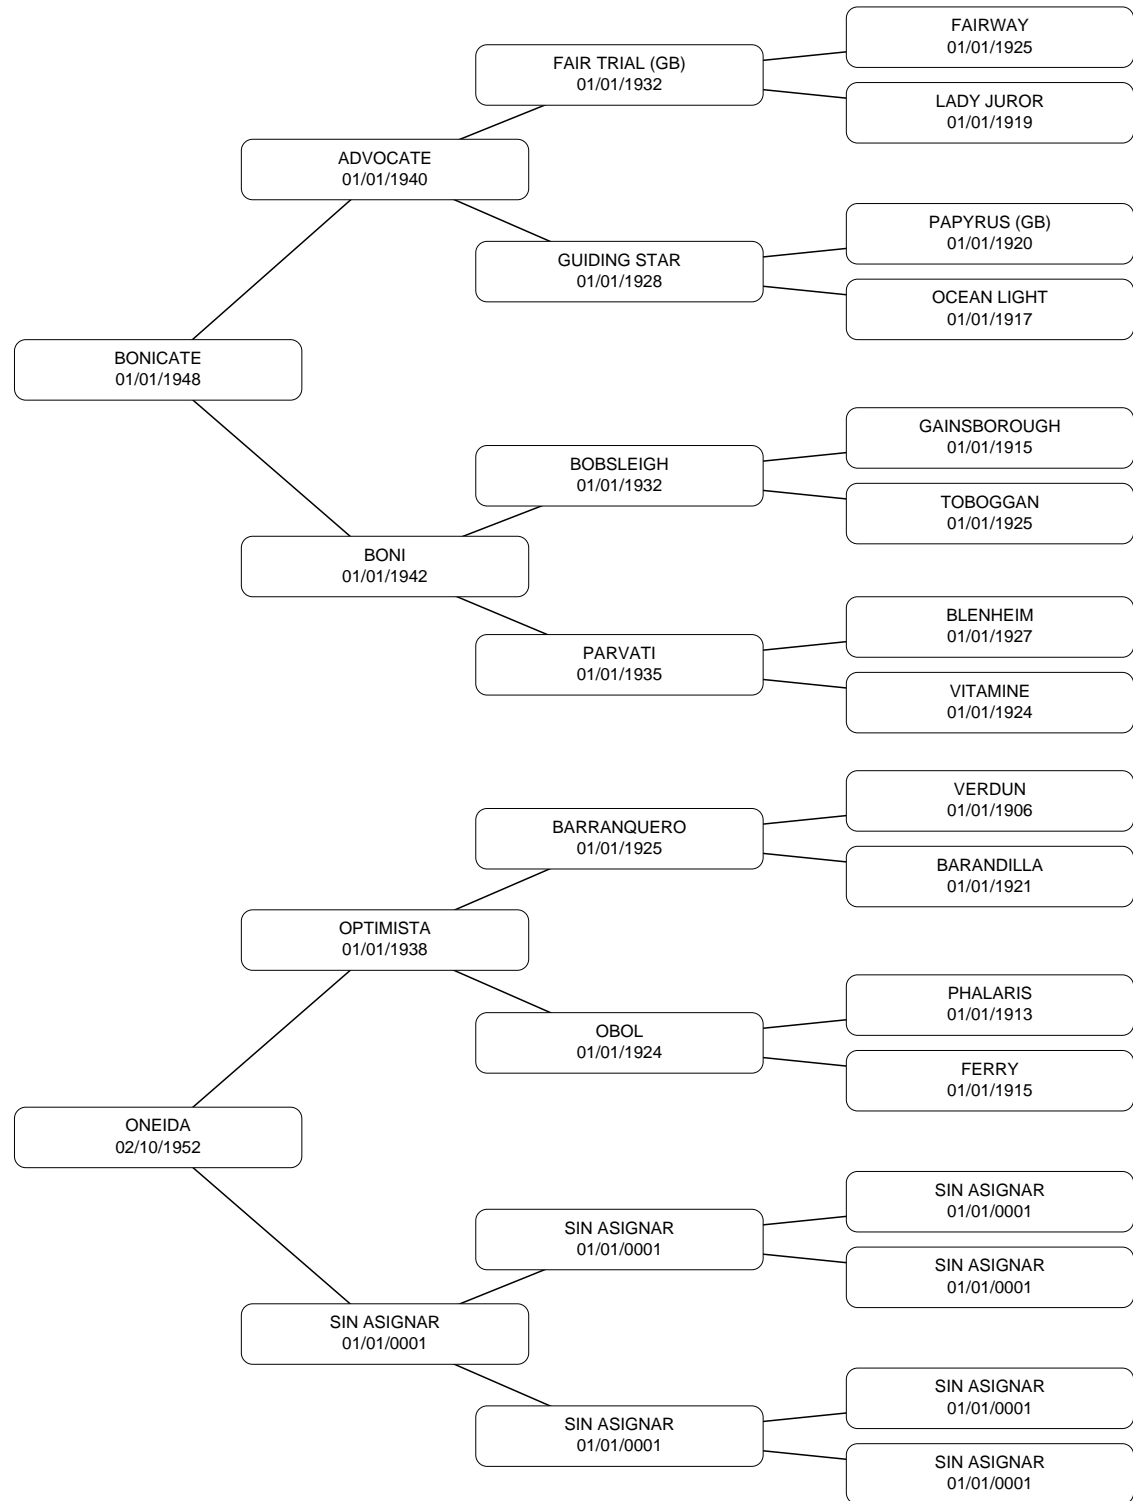 FAIRWAY
01/01/1925
FAIR TRIAL (GB)
01/01/1932
LADY JUROR
01/01/1919
ADVOCATE
01/01/1940
PAPYRUS (GB)
01/01/1920
GUIDING STAR
01/01/1928
OCEAN LIGHT
01/01/1917
BONICATE
01/01/1948
GAINSBOROUGH
01/01/1915
BOBSLEIGH
01/01/1932
TOBOGGAN
01/01/1925
BONI
01/01/1942
BLENHEIM
01/01/1927
PARVATI
01/01/1935
VITAMINE
01/01/1924
VERDUN
01/01/1906
BARRANQUERO
01/01/1925
BARANDILLA
01/01/1921
OPTIMISTA
01/01/1938
PHALARIS
01/01/1913
OBOL
01/01/1924
FERRY
01/01/1915
ONEIDA
02/10/1952
SIN ASIGNAR
01/01/0001
SIN ASIGNAR
01/01/0001
SIN ASIGNAR
01/01/0001
SIN ASIGNAR
01/01/0001
SIN ASIGNAR
01/01/0001
SIN ASIGNAR
01/01/0001
SIN ASIGNAR
01/01/0001